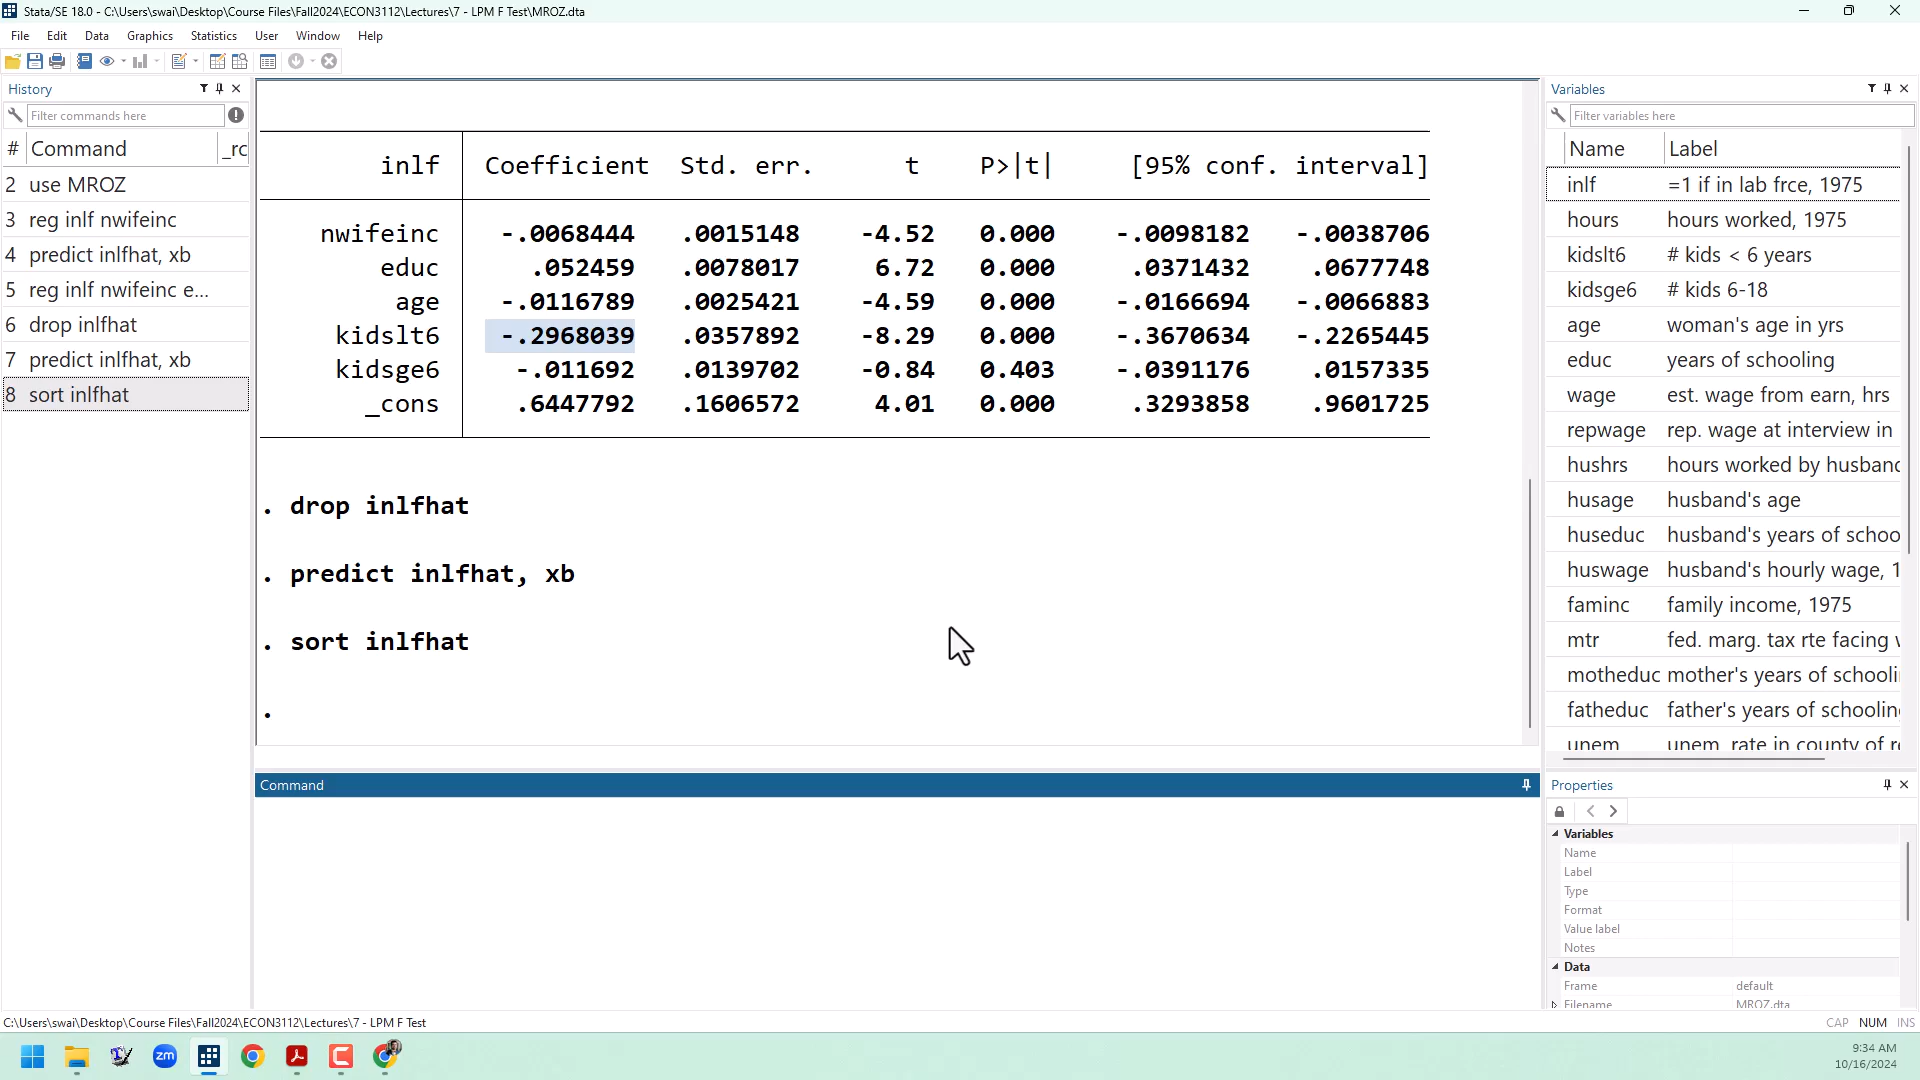 Stata/SE 18.0 - C:\Users\swai\Desktop\Course Files\Fall2024\ECON3112\Lectures\7 - LPM F Test\MROZ.dta
File Edit Data Graphics Statistics User Window Help
History
Filter commands here
# Command _rc
2 use MROZ
3 reg inlf nwifeinc
4 predict inlfhat, xb
5 reg inlf nwifeinc e...
6 drop inlfhat
7 predict inlfhat, xb
8 sort inlfhat
inlf Coefficient Std. err. t P>|t| [95% conf. interval]
nwifeinc -.0068444 .0015148 -4.52 0.000 -.0098182 -.0038706
educ .052459 .0078017 6.72 0.000 .0371432 .0677748
age -.0116789 .0025421 -4.59 0.000 -.0166694 -.0066883
kidslt6 -.2968039 .0357892 -8.29 0.000 -.3670634 -.2265445
kidsge6 -.011692 .0139702 -0.84 0.403 -.0391176 .0157335
_cons .6447792 .1606572 4.01 0.000 .3293858 .9601725
. drop inlfhat
. predict inlfhat, xb
. sort inlfhat
.
Command
Variables
Filter variables here
Name Label
inlf =1 if in lab frce, 1975
hours hours worked, 1975
kidslt6 # kids < 6 years
kidsge6 # kids 6-18
age woman's age in yrs
educ years of schooling
wage est. wage from earn, hrs
repwage rep. wage at interview in
hushrs hours worked by husband
husage husband's age
huseduc husband's years of schoo
huswage husband's hourly wage, 1
faminc family income, 1975
mtr fed. marg. tax rte facing
motheduc mother's years of schooli
fatheduc father's years of schoolin
unem unem. rate in county of re
Properties
Variables
Name
Label
Type
Format
Value label
Notes
Data
Frame default
Filename MROZ.dta
C:\Users\swai\Desktop\Course Files\Fall2024\ECON3112\Lectures\7 - LPM F Test
CAP NUM INS
zm
9:34 AM
10/16/2024